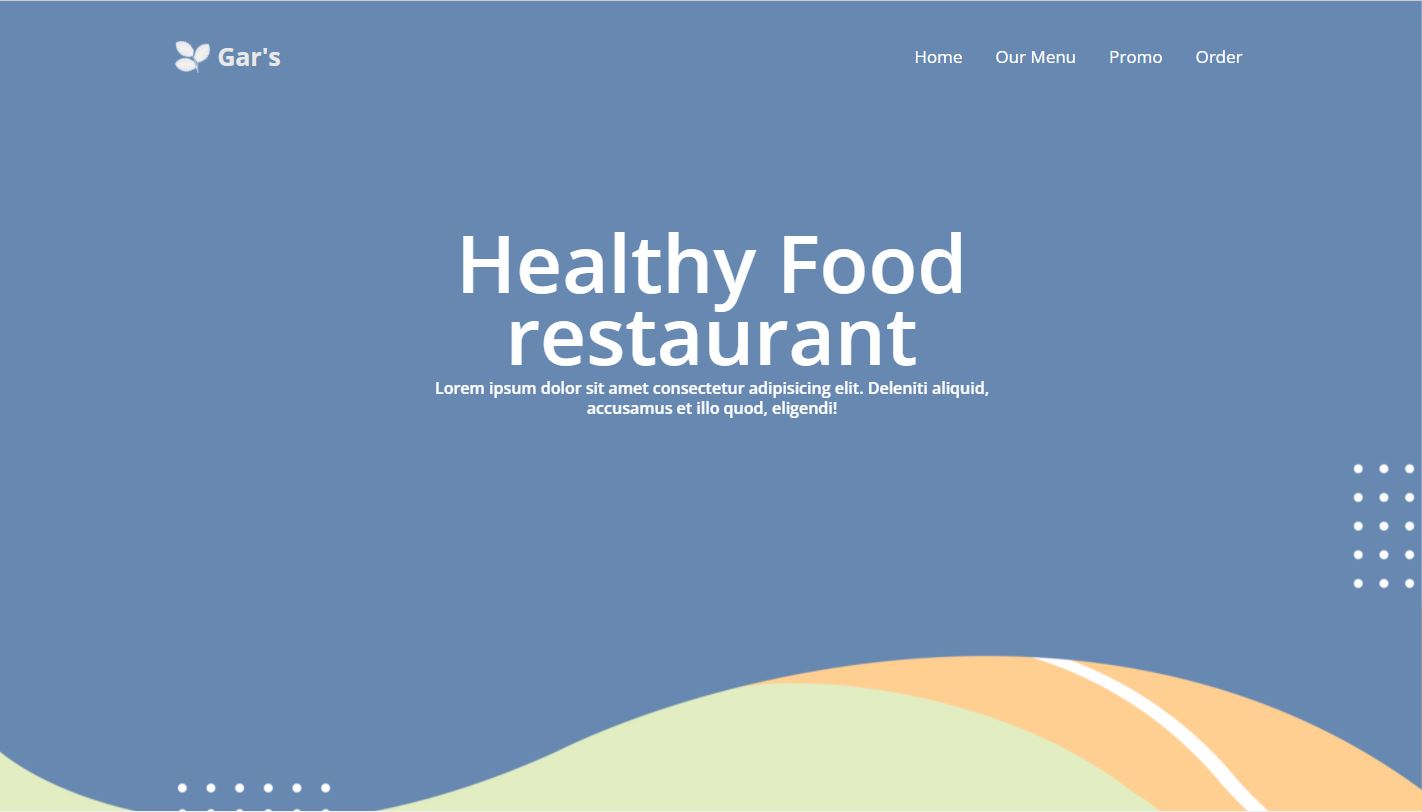 Gar's
Home Our Menu Promo Order
Healthy Food
restaurant
Lorem ipsum dolor sit amet consectetur adipisicing elit. Deleniti aliquid,
accusamus et illo quod, eligendi!